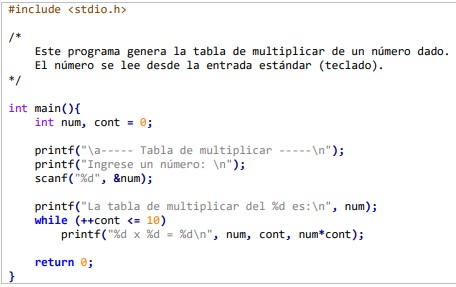 #include <stdio.h>
/*
Este programa genera la tabla de multiplicar de un número dado.
El número se lee desde la entrada estándar (teclado).
*/
int main(){
int num, cont = 0;
printf("\a----- Tabla de multiplicar -----\n");
printf("Ingrese un número: \n");
scanf("%d", &num);
printf("La tabla de multiplicar del %d es:\n", num);
while (++cont <= 10)
printf("%d x %d = %d\n", num, cont, num*cont);
return 0;
}